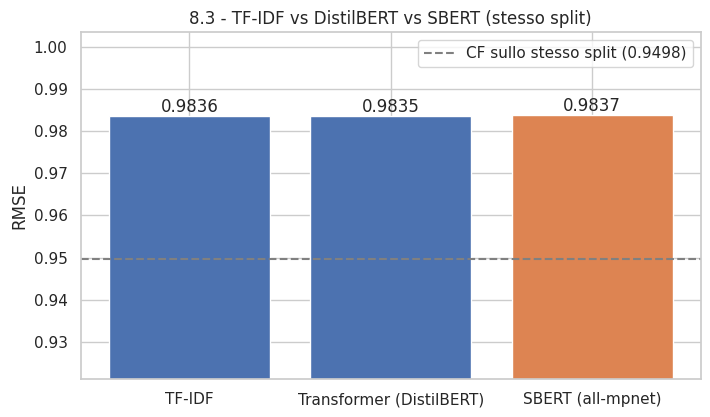 8.3 - TF-IDF vs DistilBERT vs SBERT (stesso split)
CF sullo stesso split (0.9498)
RMSE
1.00
0.99
0.98
0.97
0.96
0.95
0.94
0.93
0.9836
0.9835
0.9837
TF-IDF
Transformer (DistilBERT)
SBERT (all-mpnet)